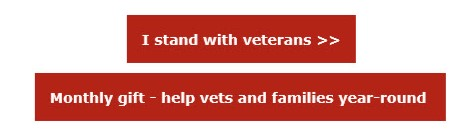 I stand with veterans >>
Monthly gift - help vets and families year-round